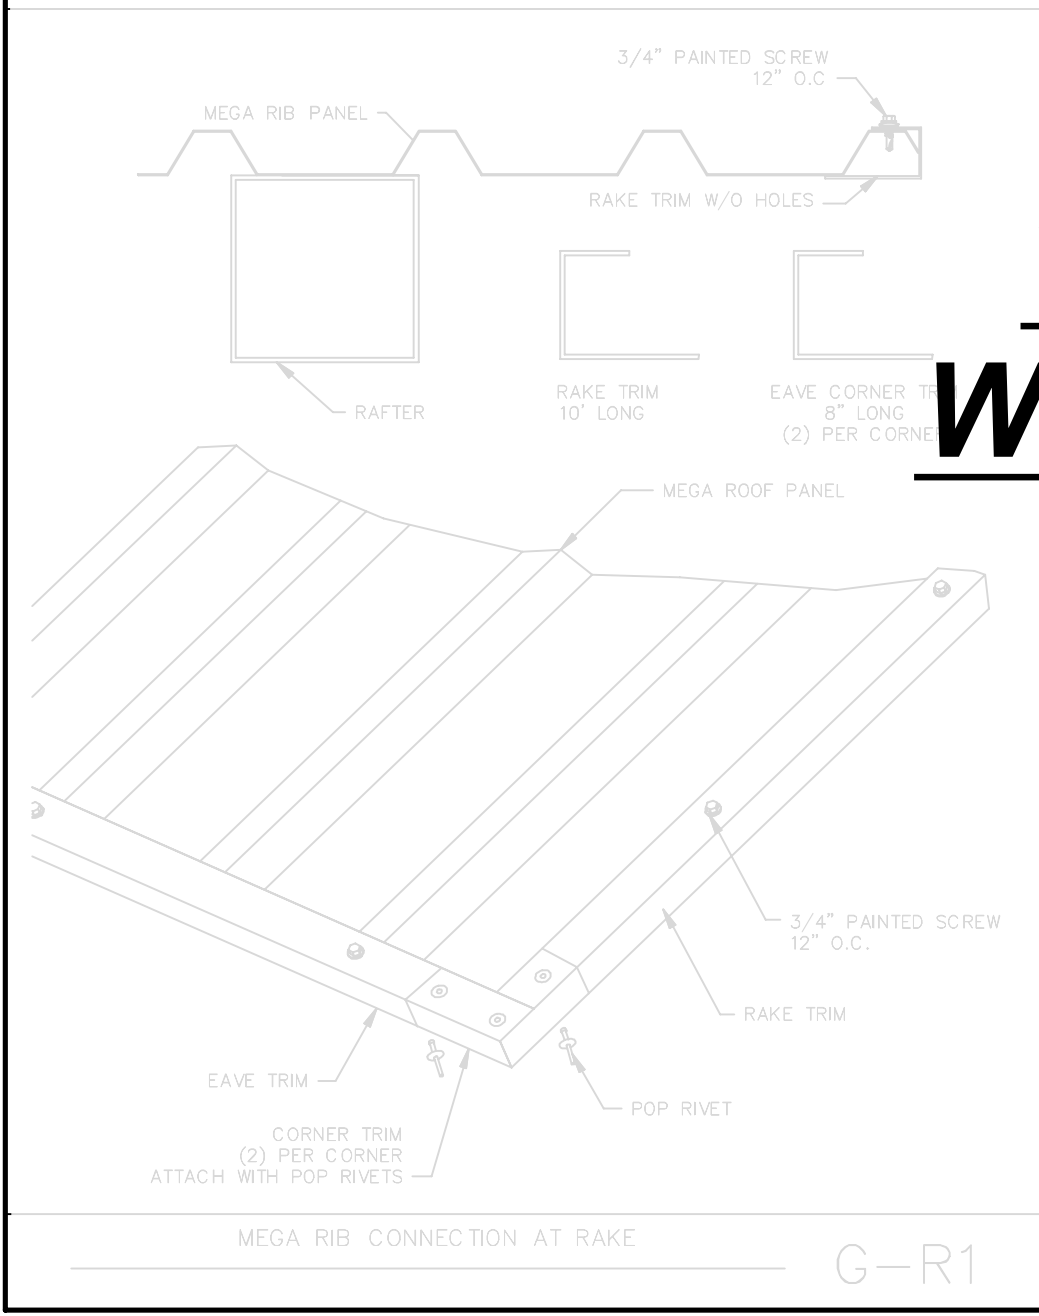 3/4" PAINTED SCREW
12" O.C
MEGA RIB PANEL
RAKE TRIM W/O HOLES
RAFTER
RAKE TRIM
10' LONG
EAVE CORNER
8" LONG
(2) PER CORNER
W
MEGA ROOF PANEL
3/4" PAINTED SCREW
12" O.C.
RAKE TRIM
EAVE TRIM
POP RIVET
CORNER TRIM
(2) PER CORNER
ATTACH WITH POP RIVETS
MEGA RIB CONNECTION AT RAKE
G-R1